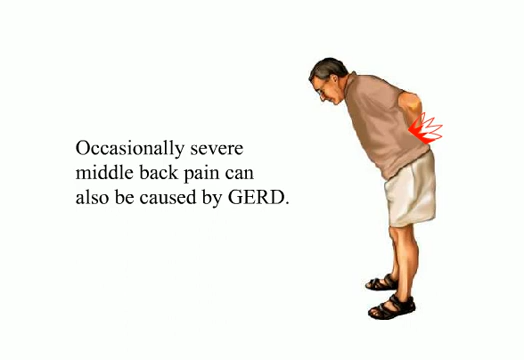 Occasionally severe
middle back pain can
also be caused by GERD.